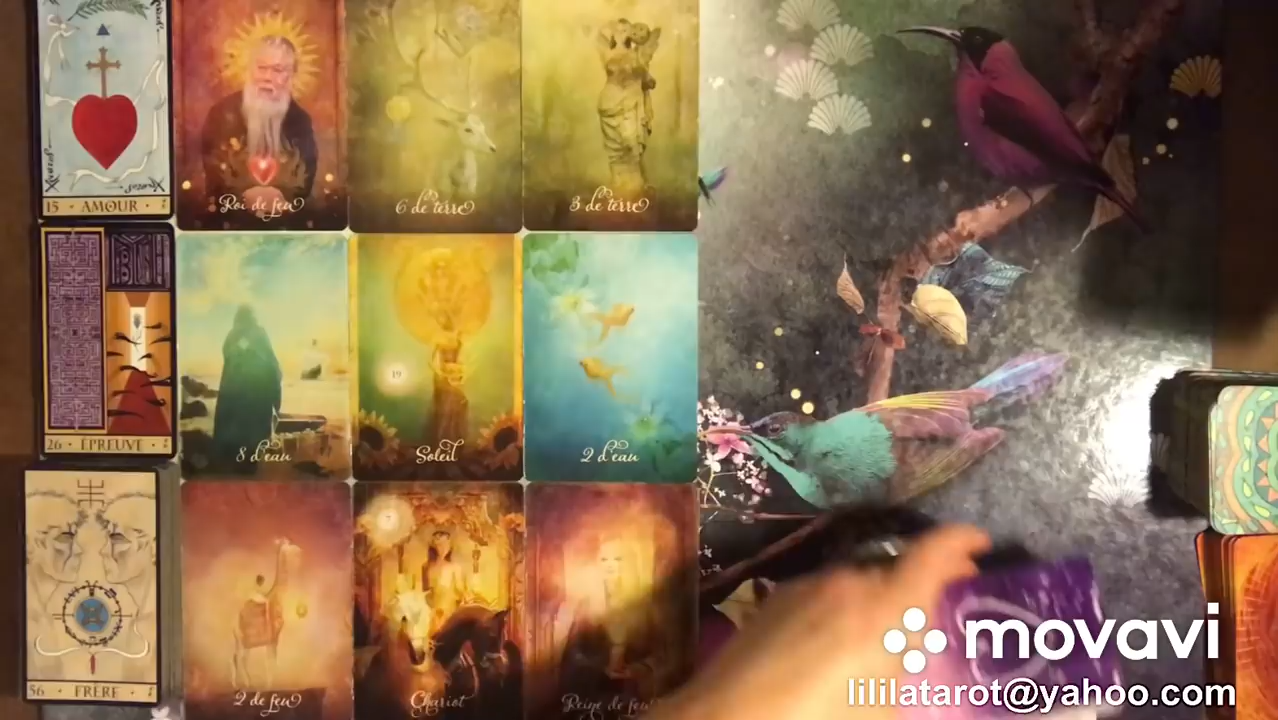 15 · AMOUR ·
Roi de feu
6 de terre
3 de terre
26 · ÉPREUVE ·
8 d'eau
19
Soleil
2 d'eau
56 · FRÈRE ·
2 de feu
7
Chariot
Reine de feu
movavi
lililatarot@yahoo.com